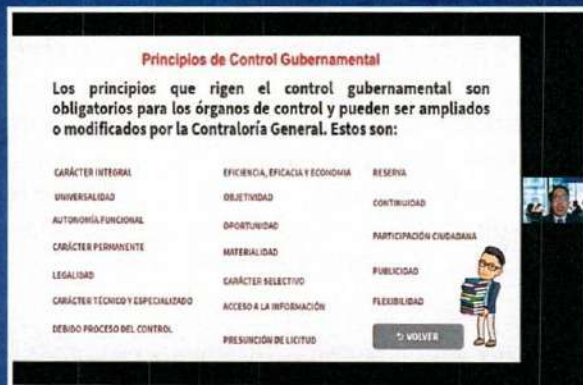 Principios de Control Gubernamental
Los principios que rigen el control gubernamental son
obligatorios para los órganos de control y pueden ser ampliados
o modificados por la Contraloría General. Estos son:
CARÁCTER INTEGRAL
UNIVERSALIDAD
AUTONOMÍA FUNCIONAL
CARÁCTER PERMANENTE
LEGALIDAD
CARÁCTER TÉCNICO Y ESPECIALIZADO
DEBIDO PROCESO DEL CONTROL
EFICIENCIA, EFICACIA Y ECONOMIA
OBJETIVIDAD
OPORTUNIDAD
MATERIALIDAD
CARÁCTER SELECTIVO
ACCESO A LA INFORMACIÓN
PRESUNCIÓN DE LICITUD
RESERVA
CONTINUIDAD
PARTICIPACIÓN CIUDADANA
PUBLICIDAD
FLEXIBILIDAD
VOLVER